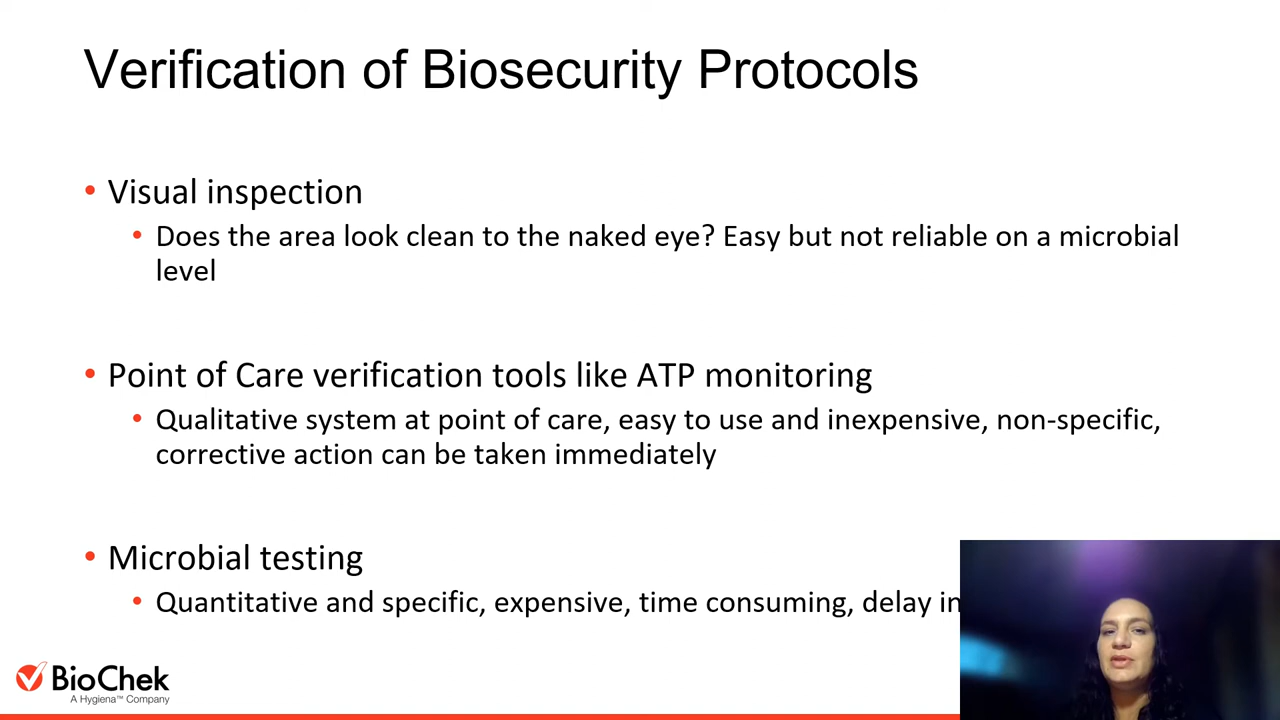 Verification of Biosecurity Protocols
• Visual inspection
• Does the area look clean to the naked eye? Easy but not reliable on a microbial
level
• Point of Care verification tools like ATP monitoring
• Qualitative system at point of care, easy to use and inexpensive, non-specific,
corrective action can be taken immediately
• Microbial testing
• Quantitative and specific, expensive, time consuming, delay in
BioChek
A Hygiena™ Company